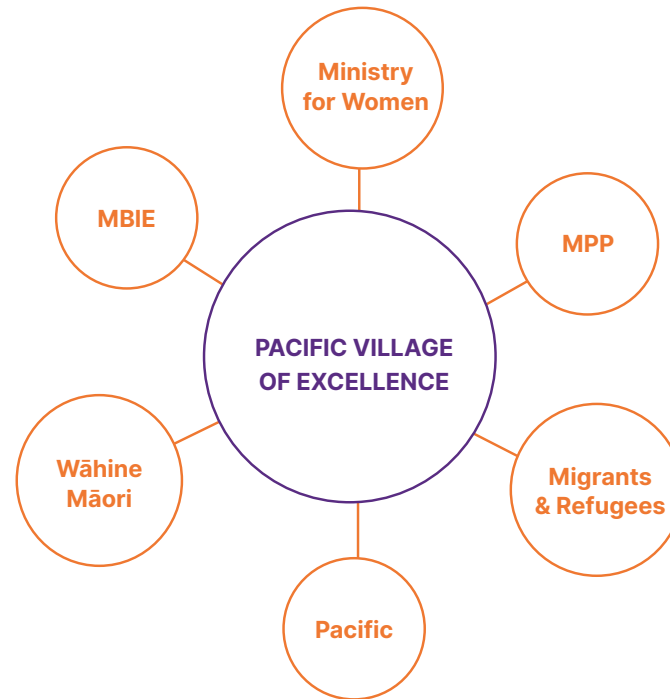 Ministry
for Women
MBIE
MPP
PACIFIC VILLAGE
OF EXCELLENCE
Wāhine
Māori
Migrants
& Refugees
Pacific